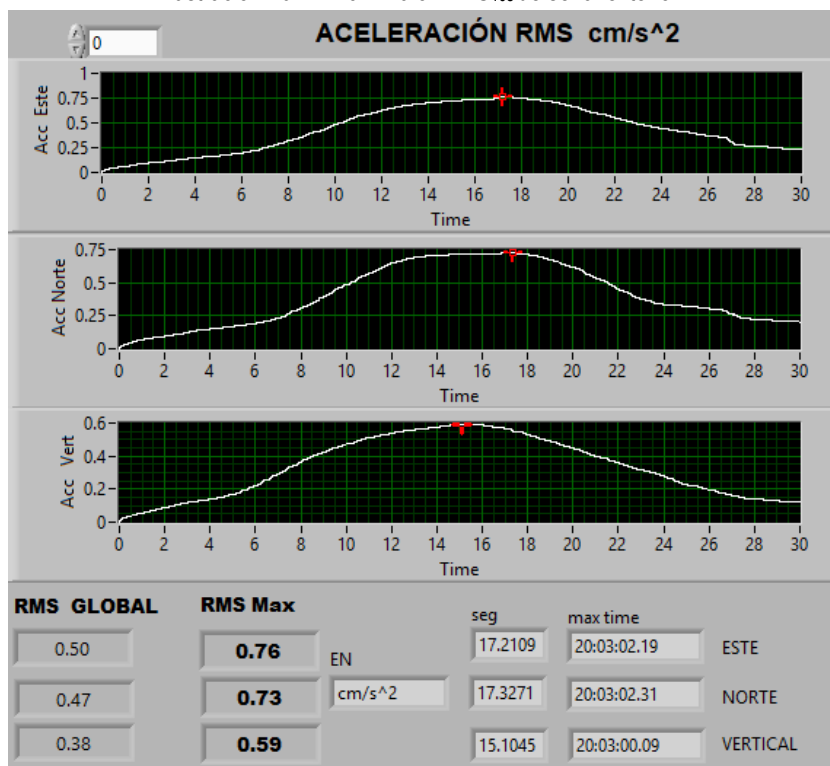 0
ACELERACIÓN RMS cm/s^2
Acc Este
1
0.75
0.5
0.25
0
0 2 4 6 8 10 12 14 16 18 20 22 24 26 28 30
Time
Acc Norte
0.75
0.5
0.25
0
0 2 4 6 8 10 12 14 16 18 20 22 24 26 28 30
Time
Acc Vert
0.6
0.4
0.2
0
0 2 4 6 8 10 12 14 16 18 20 22 24 26 28 30
Time
RMS GLOBAL RMS Max seg max time
0.50 0.76 17.2109 20:03:02.19 ESTE
EN
0.47 0.73 cm/s^2 17.3271 20:03:02.31 NORTE
0.38 0.59 15.1045 20:03:00.09 VERTICAL